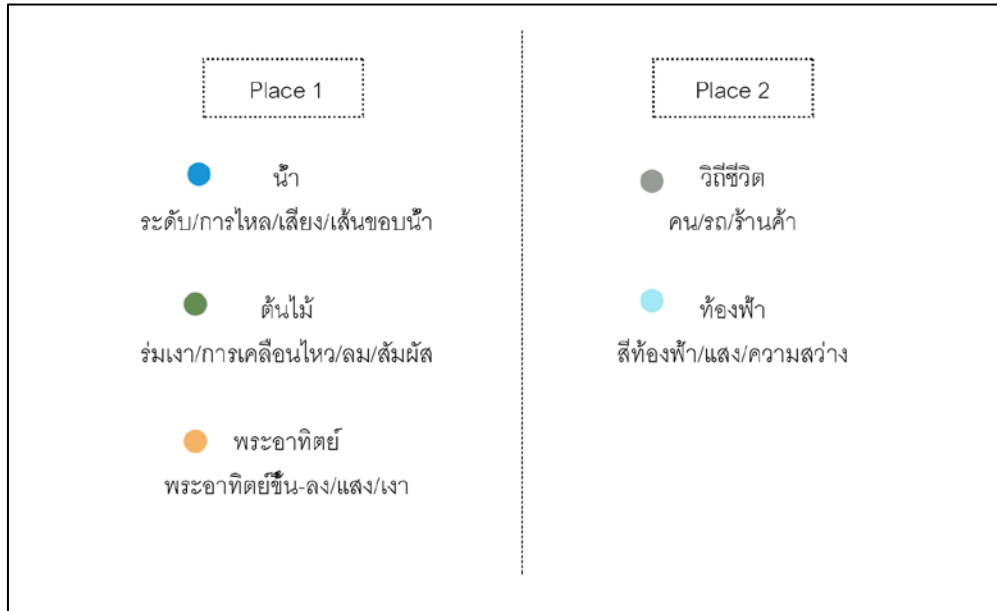 Place 1
น้ำ
ระดับ/การไหล/เสียง/เส้นขอบน้ำ
ต้นไม้
ร่มเงา/การเคลื่อนไหว/ลม/สัมผัส
พระอาทิตย์
พระอาทิตย์ขึ้น-ลง/แสง/เงา
Place 2
วิถีชีวิต
คน/รถ/ร้านค้า
ท้องฟ้า
สีท้องฟ้า/แสง/ความสว่าง